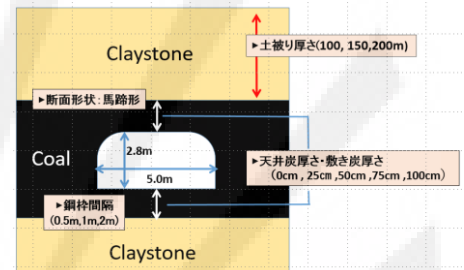 Claystone
▶土被り厚さ(100, 150,200m)
▶断面形状:馬蹄形
Coal
2.8m
5.0m
▶天井炭厚さ・敷き炭厚さ
(0cm , 25cm ,50cm ,75cm ,100cm)
▶鋼枠間隔
(0.5m,1m,2m)
Claystone